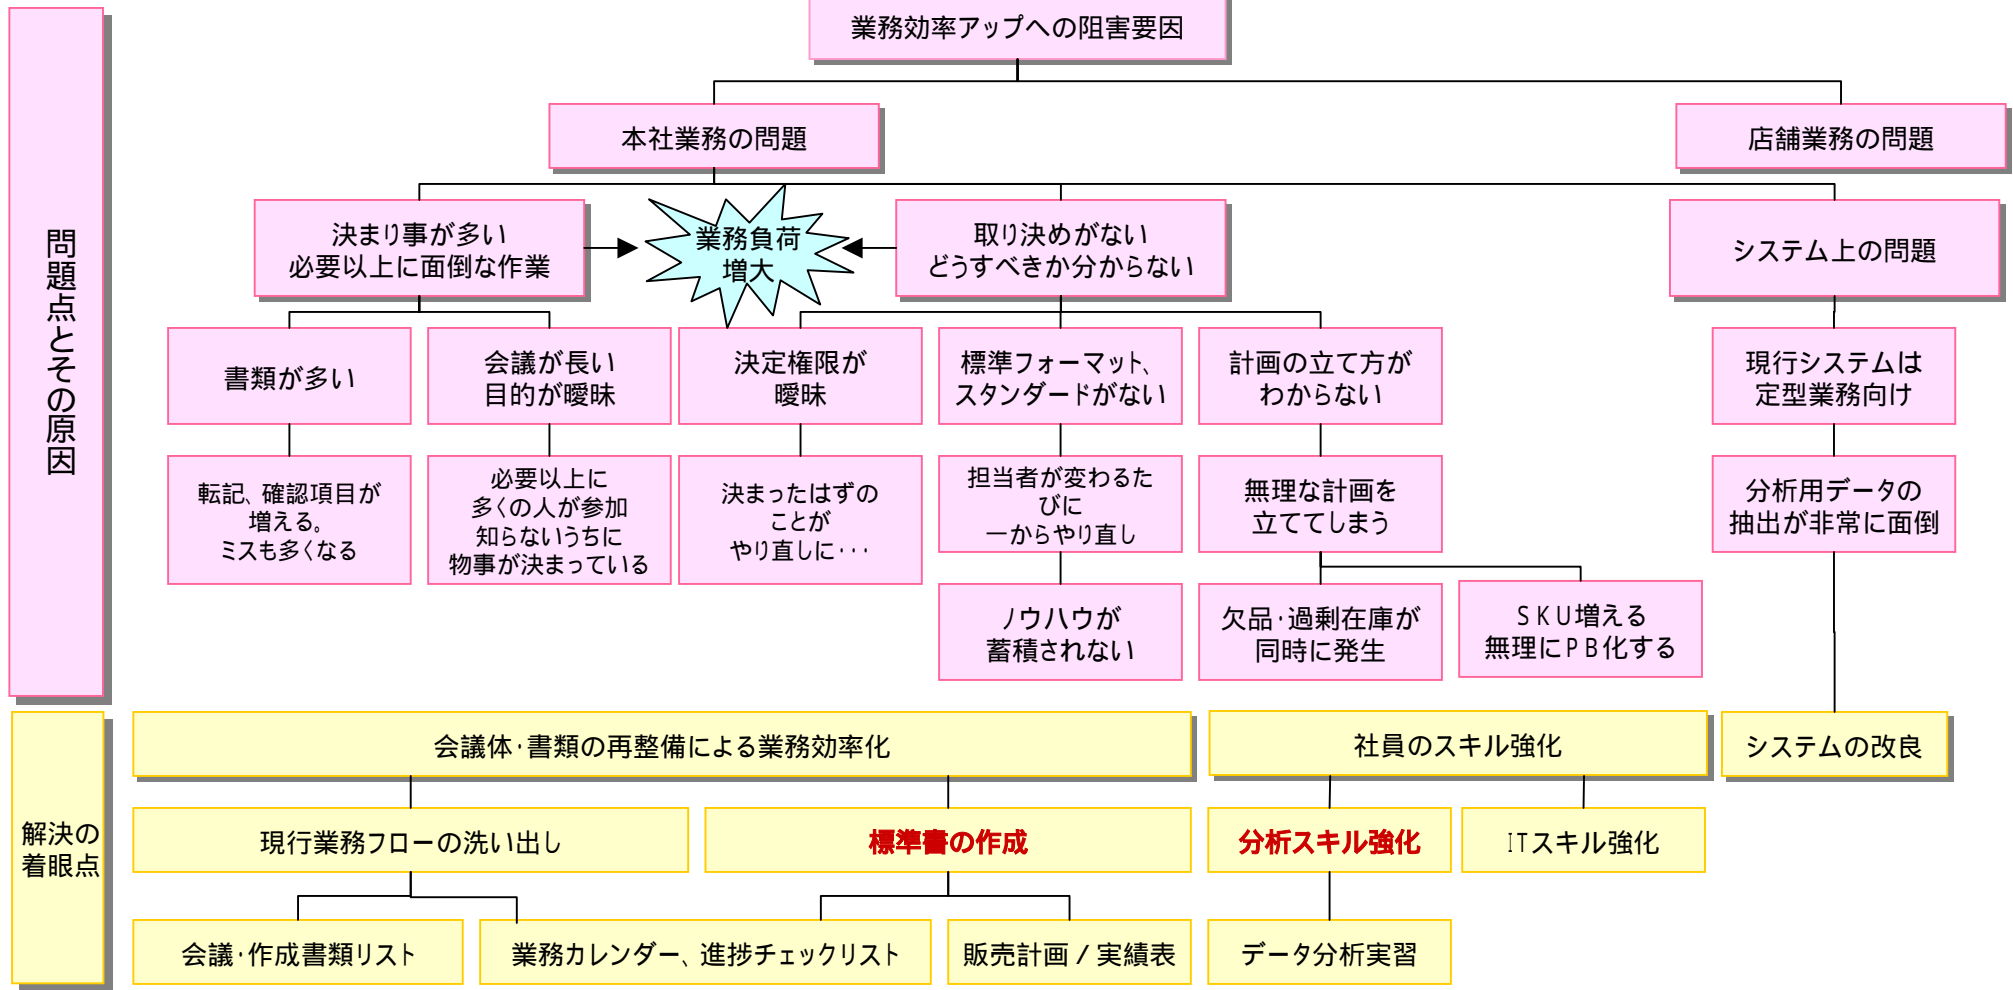 業務効率アップへの阻害要因
本社業務の問題
店舗業務の問題
問題点とその原因
決まり事が多い
必要以上に面倒な作業
業務負荷
増大
取り決めがない
どうすべきか分からない
システム上の問題
書類が多い
会議が長い
目的が曖昧
決定権限が
曖昧
標準フォーマット、
スタンダードがない
計画の立て方が
わからない
現行システムは
定型業務向け
転記、確認項目が
増える。
ミスも多くなる
必要以上に
多くの人が参加
知らないうちに
物事が決まっている
決まったはずの
ことが
やり直しに・・・
担当者が変わるた
びに
一からやり直し
無理な計画を
立ててしまう
分析用データの
抽出が非常に面倒
ノウハウが
蓄積されない
欠品・過剰在庫が
同時に発生
SKU増える
無理にPB化する
解決の
着眼点
会議体・書類の再整備による業務効率化
社員のスキル強化
システムの改良
現行業務フローの洗い出し
標準書の作成
分析スキル強化
ITスキル強化
会議・作成書類リスト
業務カレンダー、進捗チェックリスト
販売計画/実績表
データ分析実習